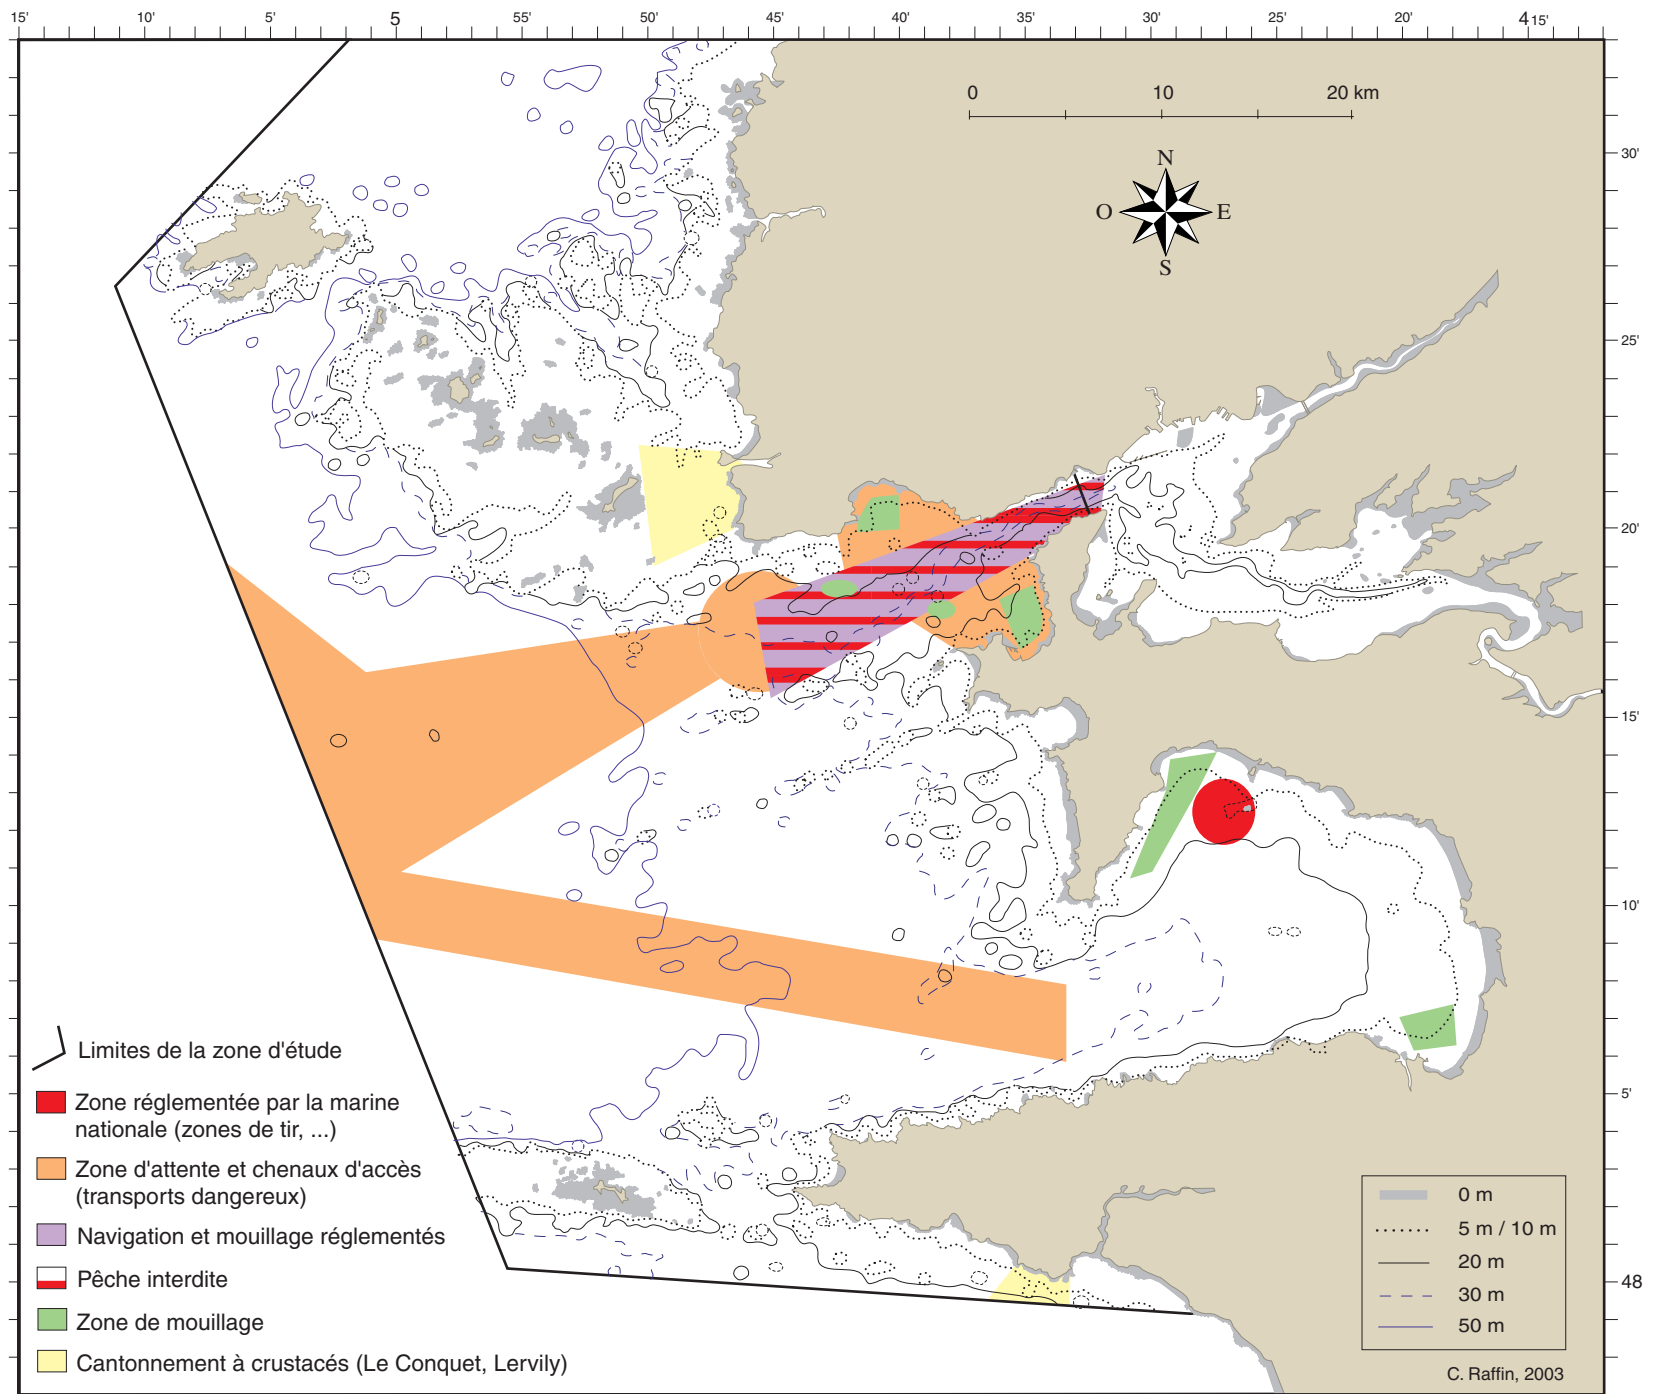 15' 10' 5' 5 55' 50' 45' 40' 35' 30' 25' 20' 4 15'
0 10 20 km
N
O E
S
30'
25'
20'
15'
10'
5'
48
Limites de la zone d'étude
Zone réglementée par la marine
nationale (zones de tir, ...)
Zone d'attente et chenaux d'accès
(transports dangereux)
Navigation et mouillage réglementés
Pêche interdite
Zone de mouillage
Cantonnement à crustacés (Le Conquet, Lervily)
0 m
5 m / 10 m
20 m
30 m
50 m
C. Raffin, 2003